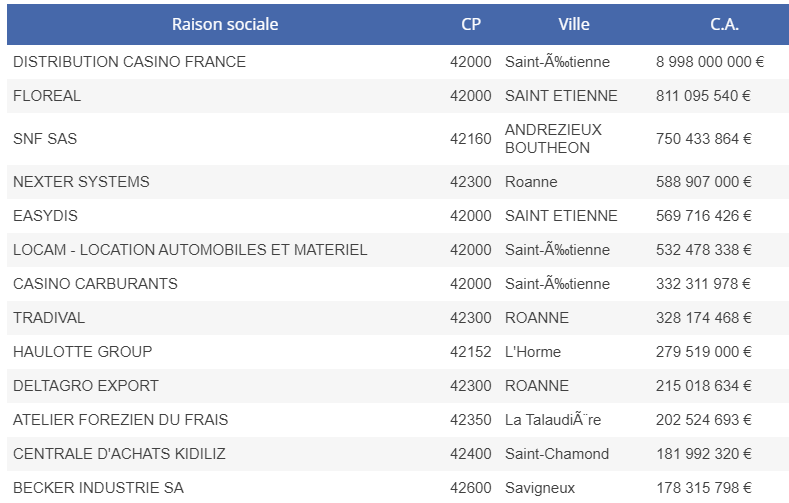 Raison sociale CP Ville C.A.
DISTRIBUTION CASINO FRANCE 42000 Saint-Ã‰tienne 8 998 000 000 €
FLOREAL 42000 SAINT ETIENNE 811 095 540 €
SNF SAS 42160 ANDREZIEUX
BOUTHEON 750 433 864 €
NEXTER SYSTEMS 42300 Roanne 588 907 000 €
EASYDIS 42000 SAINT ETIENNE 569 716 426 €
LOCAM - LOCATION AUTOMOBILES ET MATERIEL 42000 Saint-Ã‰tienne 532 478 338 €
CASINO CARBURANTS 42000 Saint-Ã‰tienne 332 311 978 €
TRADIVAL 42300 ROANNE 328 174 468 €
HAULOTTE GROUP 42152 L'Horme 279 519 000 €
DELTAGRO EXPORT 42300 ROANNE 215 018 634 €
ATELIER FOREZIEN DU FRAIS 42350 La TalaudiÃ¨re 202 524 693 €
CENTRALE D'ACHATS KIDILIZ 42400 Saint-Chamond 181 992 320 €
BECKER INDUSTRIE SA 42600 Savigneux 178 315 798 €